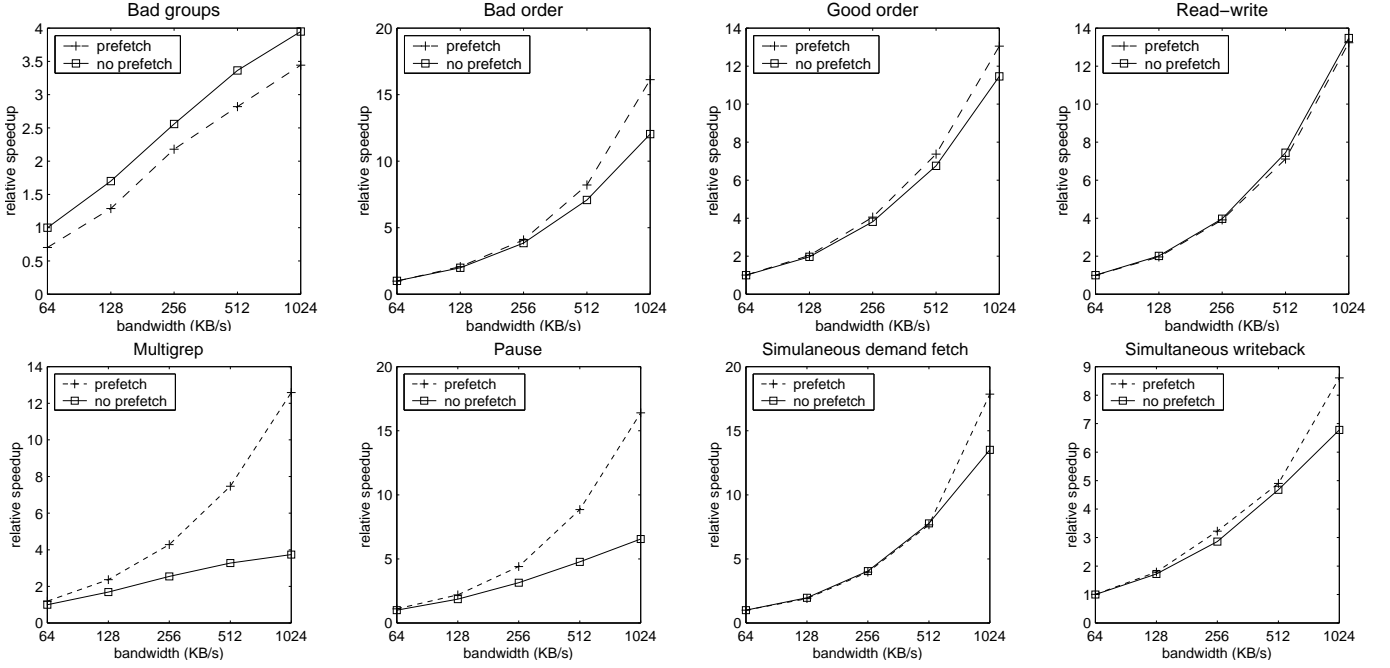 Bad groups
4
3.5
3
2.5
2
1.5
1
0.5
0
prefetch
no prefetch
relative speedup
64 128 256 512 1024
bandwidth (KB/s)
Bad order
20
15
10
5
0
prefetch
no prefetch
relative speedup
64 128 256 512 1024
bandwidth (KB/s)
Good order
14
12
10
8
6
4
2
0
prefetch
no prefetch
relative speedup
64 128 256 512 1024
bandwidth (KB/s)
Read−write
14
12
10
8
6
4
2
0
prefetch
no prefetch
relative speedup
64 128 256 512 1024
bandwidth (KB/s)
Multigrep
14
12
10
8
6
4
2
0
prefetch
no prefetch
relative speedup
64 128 256 512 1024
bandwidth (KB/s)
Pause
20
15
10
5
0
prefetch
no prefetch
relative speedup
64 128 256 512 1024
bandwidth (KB/s)
Simulaneous demand fetch
20
15
10
5
0
prefetch
no prefetch
relative speedup
64 128 256 512 1024
bandwidth (KB/s)
Simultaneous writeback
9
8
7
6
5
4
3
2
1
0
prefetch
no prefetch
relative speedup
64 128 256 512 1024
bandwidth (KB/s)